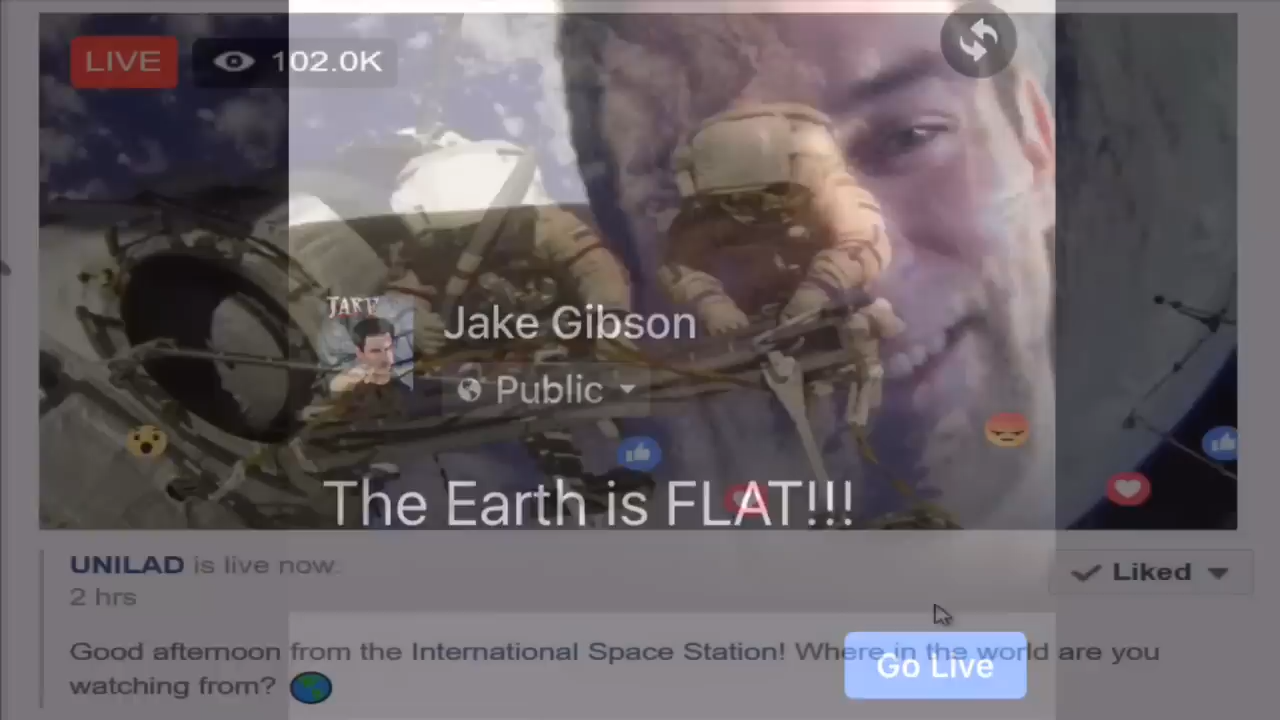 LIVE 102.0K
JAKE
Jake Gibson
Public
The Earth is FLAT!!!
UNILAD is live now.
2 hrs
Liked
Good afternoon from the International Space Station! Where in the world are you
watching from?
Go Live